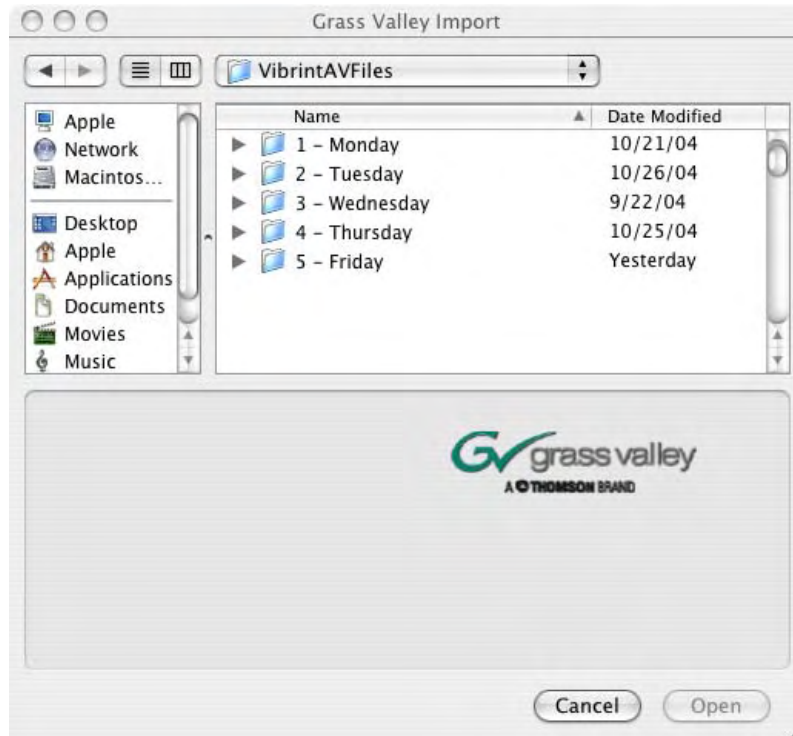 Grass Valley Import
VibrintAVFiles
Apple
Network
Macintos...
Desktop
Apple
Applications
Documents
Movies
Music
Name Date Modified
1 - Monday 10/21/04
2 - Tuesday 10/26/04
3 - Wednesday 9/22/04
4 - Thursday 10/25/04
5 - Friday Yesterday
GV grass valley
A THOMSON BRAND
Cancel Open